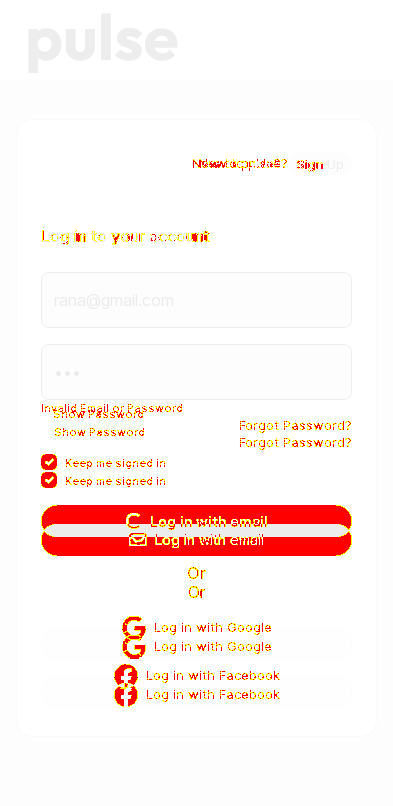 pulse
New to pulse? Sign Up
Log in to your account
rana@gmail.com
Invalid Email or Password
Show Password
Show Password
Forgot Password?
Forgot Password?
Keep me signed in
Keep me signed in
Log in with email
Log in with email
Or
Or
Log in with Google
Log in with Google
Log in with Facebook
Log in with Facebook